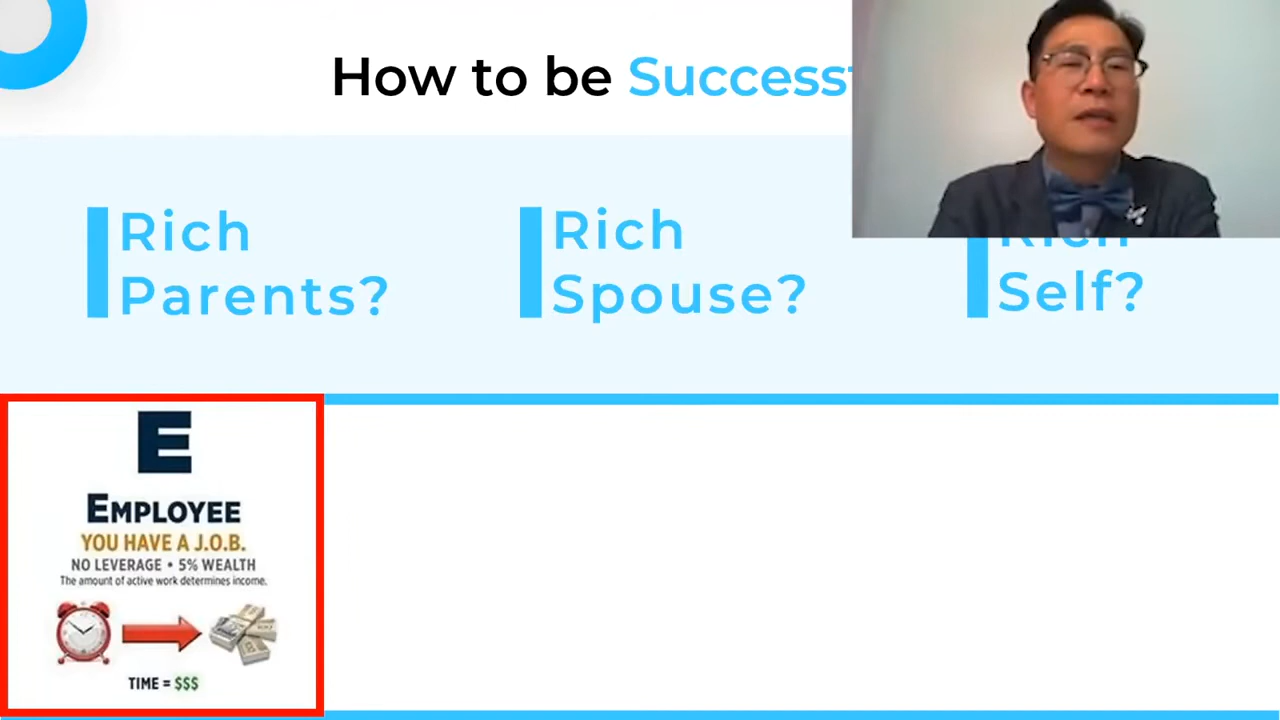 How to be Success
Rich
Parents?
Rich
Spouse?
Rich
Self?
E
EMPLOYEE
YOU HAVE A J.O.B.
NO LEVERAGE • 5% WEALTH
The amount of active work determines income.
TIME = $$$